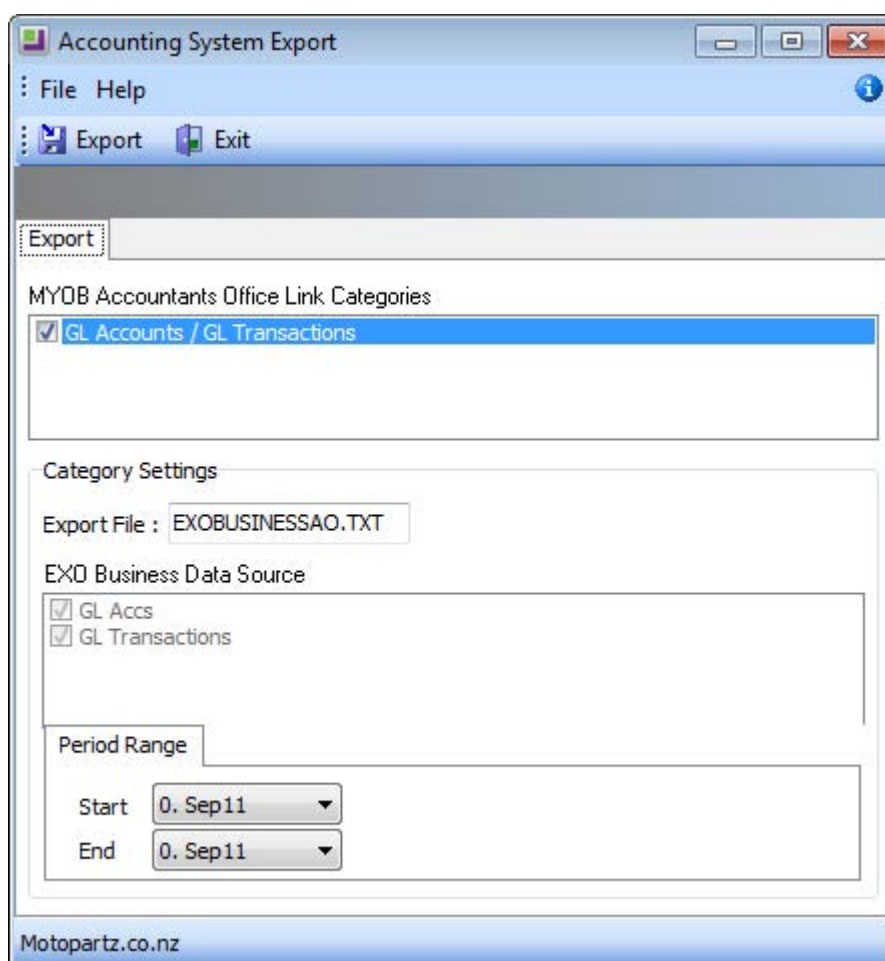 Accounting System Export
File Help
Export Exit
Export
MYOB Accountants Office Link Categories
GL Accounts / GL Transactions
Category Settings
Export File : EXOBUSINESSAO.TXT
EXO Business Data Source
GL Accs
GL Transactions
Period Range
Start 0. Sep11
End 0. Sep11
Motopartz.co.nz